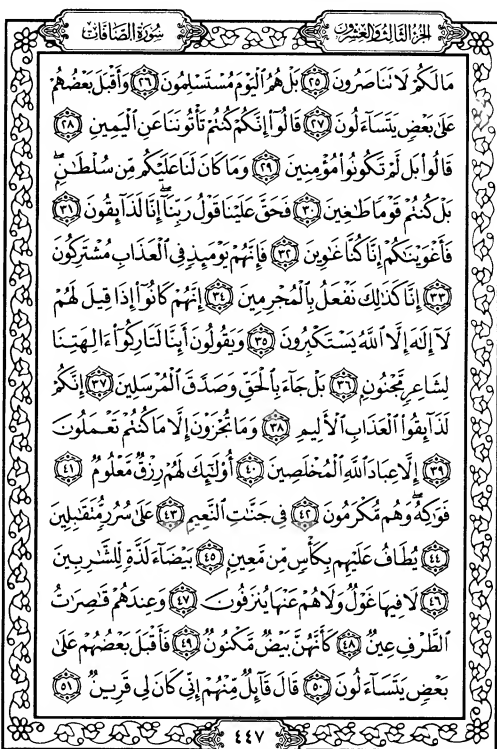 الجزء الثالث والعشرون
سورة الصافات
مَا لَكُمْ لَا تَنَاصَرُونَ ٢٥ بَلْ هُمُ الْيَوْمَ مُسْتَسْلِمُونَ ٢٦ وَأَقْبَلَ بَعْضُهُمْ
عَلَىٰ بَعْضٍ يَتَسَاءَلُونَ ٢٧ قَالُوا إِنَّكُمْ كُنتُمْ تَأْتُونَنَا عَنِ الْيَمِينِ ٢٨
قَالُوا بَل لَّمْ تَكُونُوا مُؤْمِنِينَ ٢٩ وَمَا كَانَ لَنَا عَلَيْكُم مِّن سُلْطَانٍ ۖ
بَلْ كُنتُمْ قَوْمًا طَاغِينَ ٣٠ فَحَقَّ عَلَيْنَا قَوْلُ رَبِّنَا ۖ إِنَّا لَذَائِقُونَ ٣١
فَأَغْوَيْنَاكُمْ إِنَّا كُنَّا غَاوِينَ ٣٢ فَإِنَّهُمْ يَوْمَئِذٍ فِي الْعَذَابِ مُشْتَرِكُونَ
٣٣ إِنَّا كَذَٰلِكَ نَفْعَلُ بِالْمُجْرِمِينَ ٣٤ إِنَّهُمْ كَانُوا إِذَا قِيلَ لَهُمْ
لَا إِلَٰهَ إِلَّا اللَّهُ يَسْتَكْبِرُونَ ٣٥ وَيَقُولُونَ أَئِنَّا لَتَارِكُو آلِهَتِنَا
لِشَاعِرٍ مَّجْنُونٍ ٣٦ بَلْ جَاءَ بِالْحَقِّ وَصَدَّقَ الْمُرْسَلِينَ ٣٧ إِنَّكُمْ
لَذَائِقُو الْعَذَابِ الْأَلِيمِ ٣٨ وَمَا تُجْزَوْنَ إِلَّا مَا كُنتُمْ تَعْمَلُونَ
٣٩ إِلَّا عِبَادَ اللَّهِ الْمُخْلَصِينَ ٤٠ أُولَٰئِكَ لَهُمْ رِزْقٌ مَّعْلُومٌ ٤١
فَوَاكِهُ ۖ وَهُم مُّكْرَمُونَ ٤٢ فِي جَنَّاتِ النَّعِيمِ ٤٣ عَلَىٰ سُرُرٍ مُّتَقَابِلِينَ
٤٤ يُطَافُ عَلَيْهِم بِكَأْسٍ مِّن مَّعِينٍ ٤٥ بَيْضَاءَ لَذَّةٍ لِّلشَّارِبِينَ
٤٦ لَا فِيهَا غَوْلٌ وَلَا هُمْ عَنْهَا يُنزَفُونَ ٤٧ وَعِندَهُمْ قَاصِرَاتُ
الطَّرْفِ عِينٌ ٤٨ كَأَنَّهُنَّ بَيْضٌ مَّكْنُونٌ ٤٩ فَأَقْبَلَ بَعْضُهُمْ عَلَىٰ
بَعْضٍ يَتَسَاءَلُونَ ٥٠ قَالَ قَائِلٌ مِّنْهُمْ إِنِّي كَانَ لِي قَرِينٌ ٥١
٤٤٧